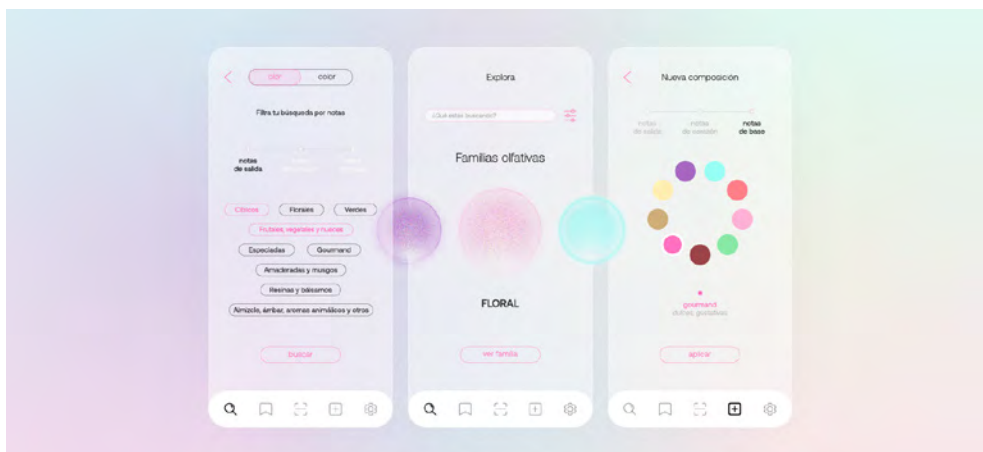 olor color
Filtra tu búsqueda por notas
notas
de salida
Cítricos Florales Verdes
Frutales, vegetales y nueces
Especiadas Gourmand
Amaderadas y musgos
Resinas y bálsamos
Almizcle, ámbar, aromas animálicos y otros
buscar
Explora
¿Qué estás buscando?
Familias olfativas
FLORAL
ver familia
Nueva composición
notas notas notas
de salida de corazón de base
gourmand
dulces, gustativas
aplicar